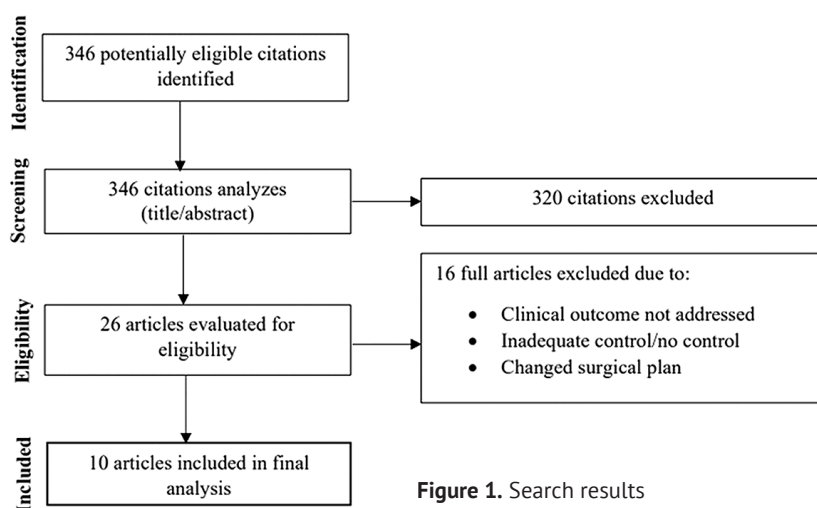 Identification
346 potentially eligible citations
identified
Screening
346 citations analyzes
(title/abstract)
320 citations excluded
Eligibility
26 articles evaluated for
eligibility
16 full articles excluded due to:
• Clinical outcome not addressed
• Inadequate control/no control
• Changed surgical plan
Included
10 articles included in final
analysis
Figure 1. Search results